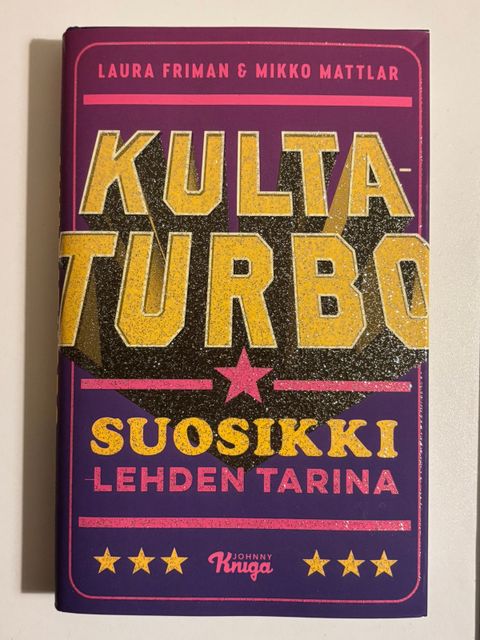 LAURA FRIMAN & MIKKO MATTLAR
KULTA-
TURBO
SUOSIKKI
LEHDEN TARINA
JOHNNY
Kniga